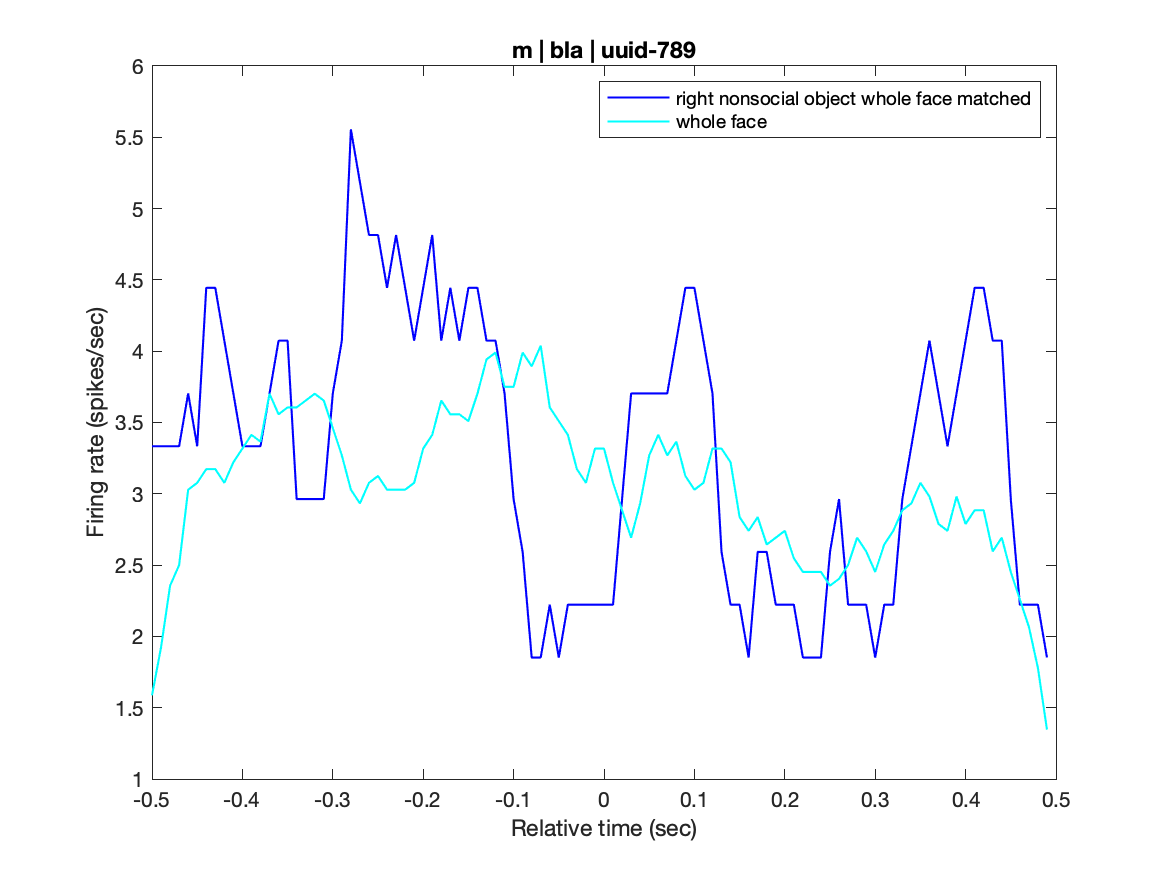 m | bla | uuid-789
right nonsocial object whole face matched
whole face
Firing rate (spikes/sec)
6
5.5
5
4.5
4
3.5
3
2.5
2
1.5
1
-0.5 -0.4 -0.3 -0.2 -0.1 0 0.1 0.2 0.3 0.4 0.5
Relative time (sec)